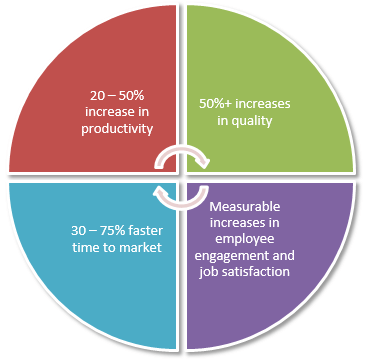 20 – 50%
increase in
productivity
50%+ increases
in quality
30 – 75% faster
time to market
Measurable
increases in
employee
engagement and
job satisfaction